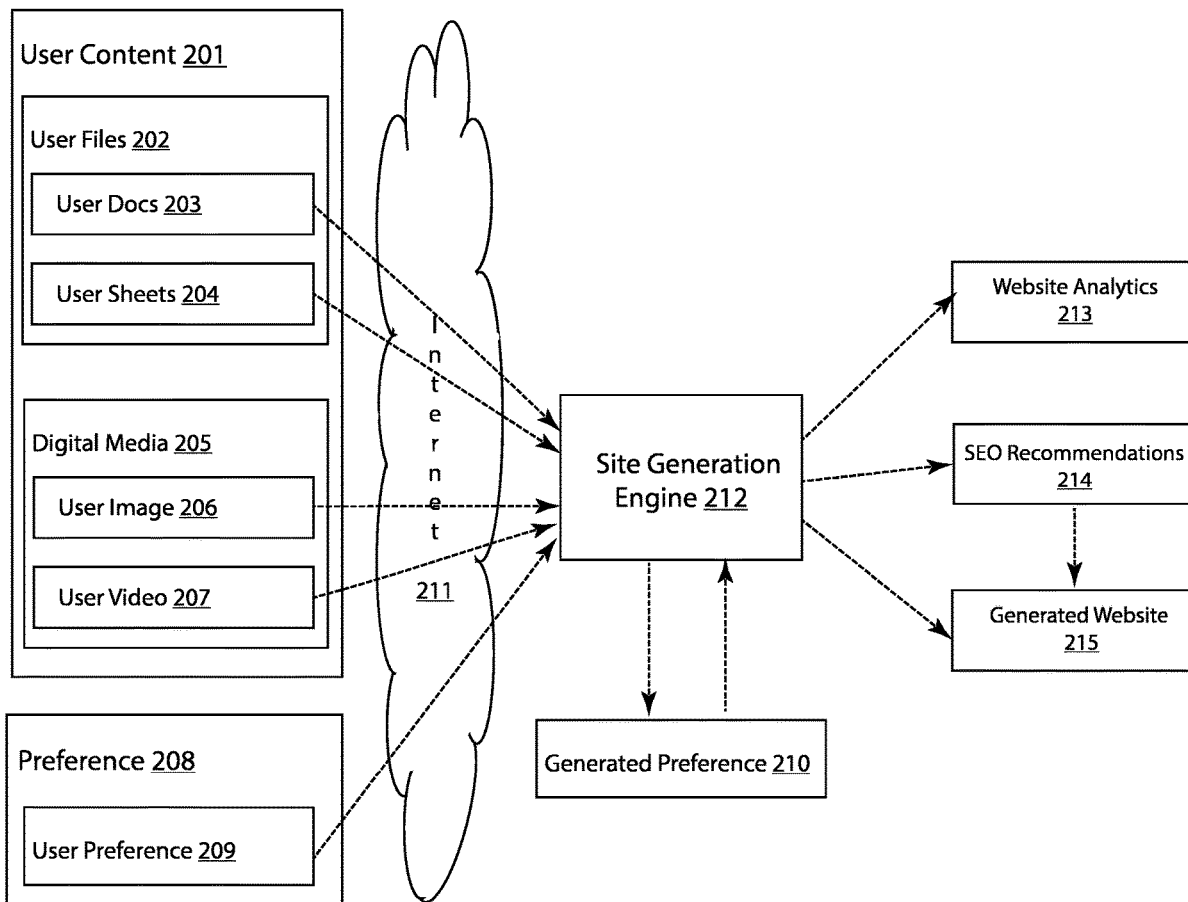 User Content 201
User Files 202
User Docs 203
User Sheets 204
Digital Media 205
User Image 206
User Video 207
Preference 208
User Preference 209
Internet
211
Site Generation
Engine 212
Generated Preference 210
Website Analytics
213
SEO Recommendations
214
Generated Website
215